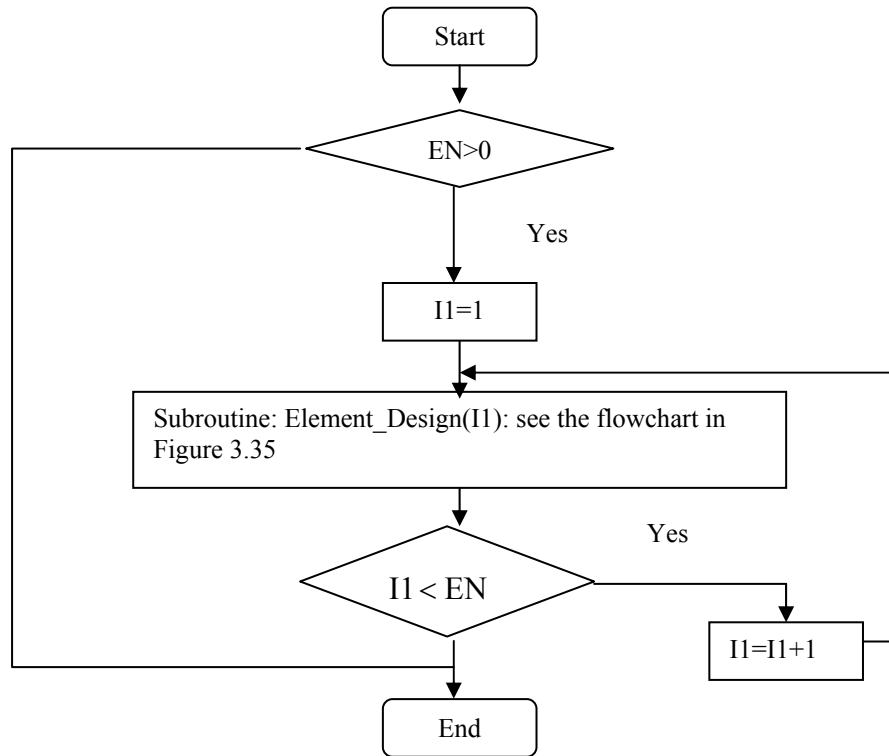 Start
EN>0
Yes
I1=1
Subroutine: Element_Design(I1): see the flowchart in
Figure 3.35
Yes
I1 < EN
I1=I1+1
End